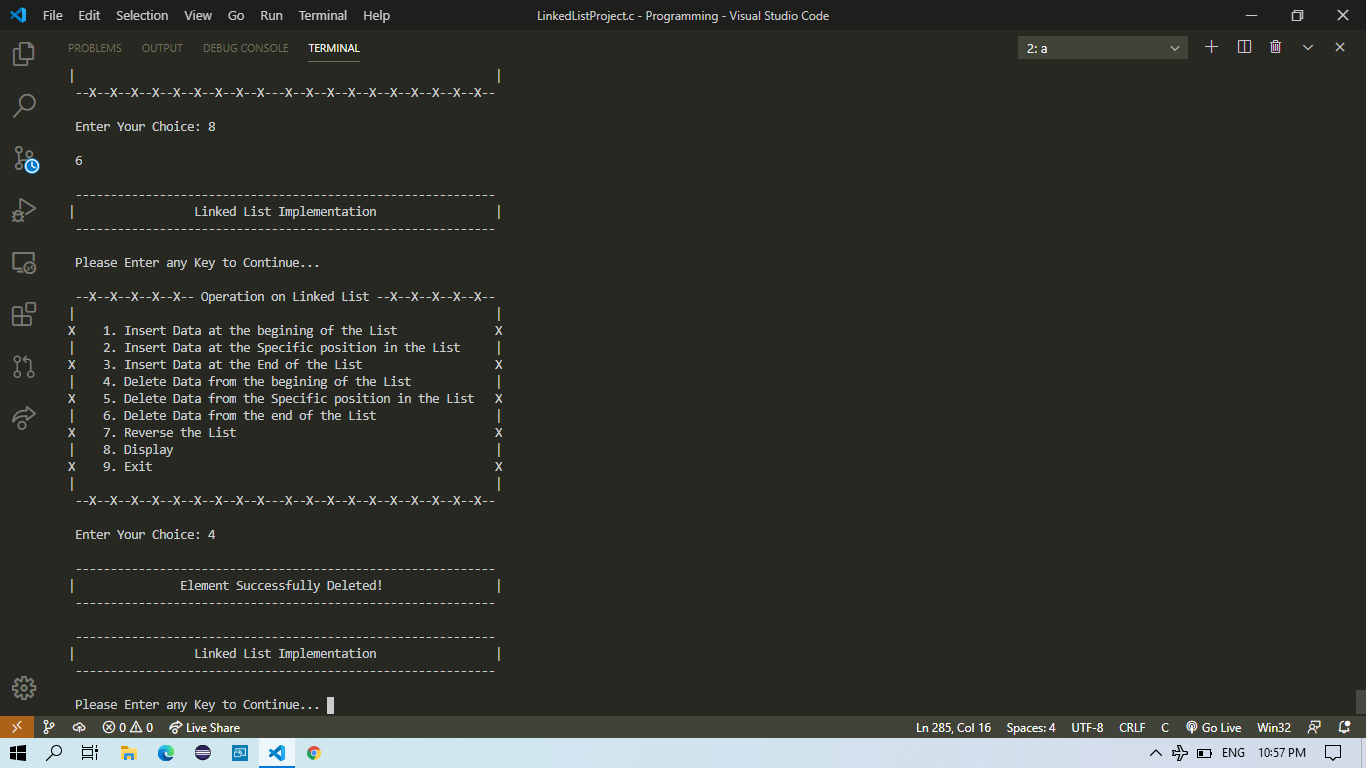 File Edit Selection View Go Run Terminal Help LinkedListProject.c - Programming - Visual Studio Code
PROBLEMS OUTPUT DEBUG CONSOLE TERMINAL 2: a
| |
--X--X--X--X--X--X--X--X--X---X--X--X--X--X--X--X--X--X--X--
Enter Your Choice: 8
6
------------------------------------------------------------
| Linked List Implementation |
------------------------------------------------------------
Please Enter any Key to Continue...
--X--X--X--X--X-- Operation on Linked List --X--X--X--X--X--
| |
X 1. Insert Data at the begining of the List X
| 2. Insert Data at the Specific position in the List |
X 3. Insert Data at the End of the List X
| 4. Delete Data from the begining of the List |
X 5. Delete Data from the Specific position in the List X
| 6. Delete Data from the end of the List |
X 7. Reverse the List X
| 8. Display |
X 9. Exit X
| |
--X--X--X--X--X--X--X--X--X---X--X--X--X--X--X--X--X--X--X--
Enter Your Choice: 4
------------------------------------------------------------
| Element Successfully Deleted! |
------------------------------------------------------------
------------------------------------------------------------
| Linked List Implementation |
------------------------------------------------------------
Please Enter any Key to Continue...
0 0 Live Share Ln 285, Col 16 Spaces: 4 UTF-8 CRLF C Go Live Win32
ENG 10:57 PM